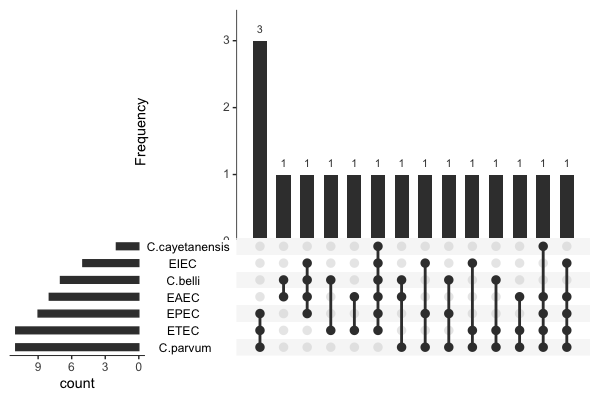 3
3
2
1
0
Frequency
1 1 1 1 1 1 1 1 1 1 1 1 1
C.cayetanensis
EIEC
C.belli
EAEC
EPEC
ETEC
C.parvum
9 6 3 0
count